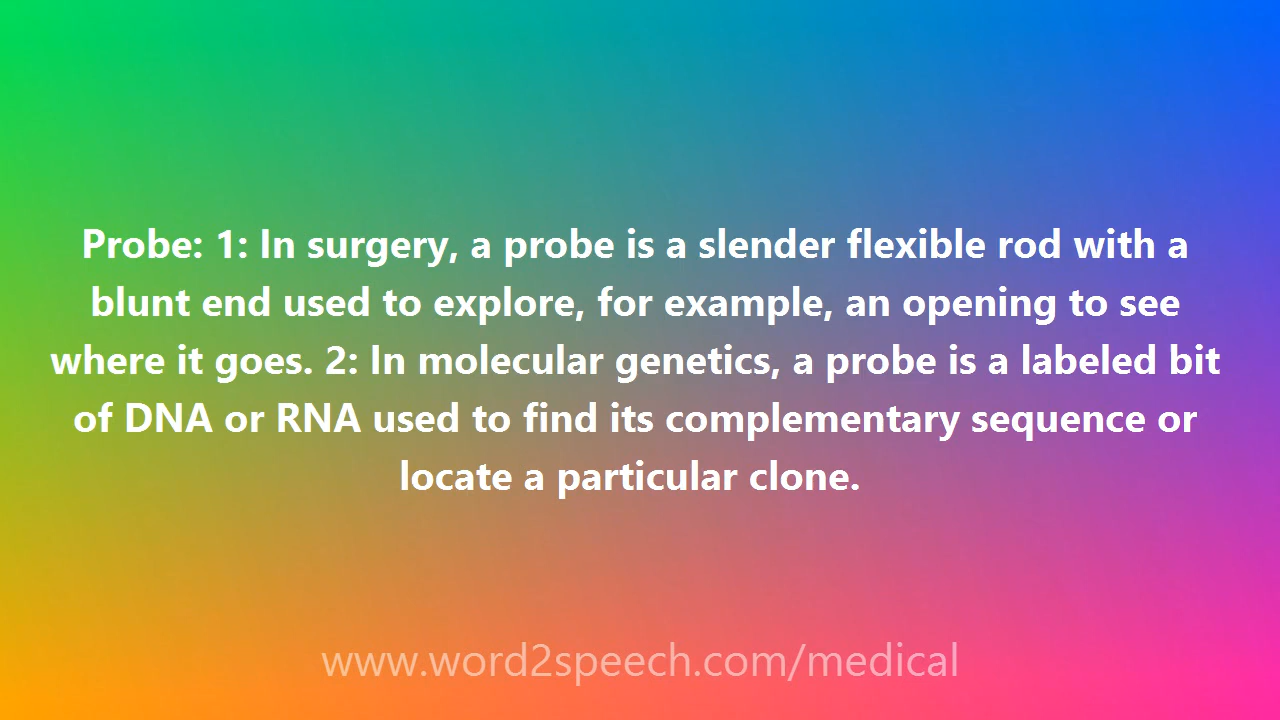 Probe: 1: In surgery, a probe is a slender flexible rod with a
blunt end used to explore, for example, an opening to see
where it goes. 2: In molecular genetics, a probe is a labeled bit
of DNA or RNA used to find its complementary sequence or
locate a particular clone.
www.word2speech.com/medical